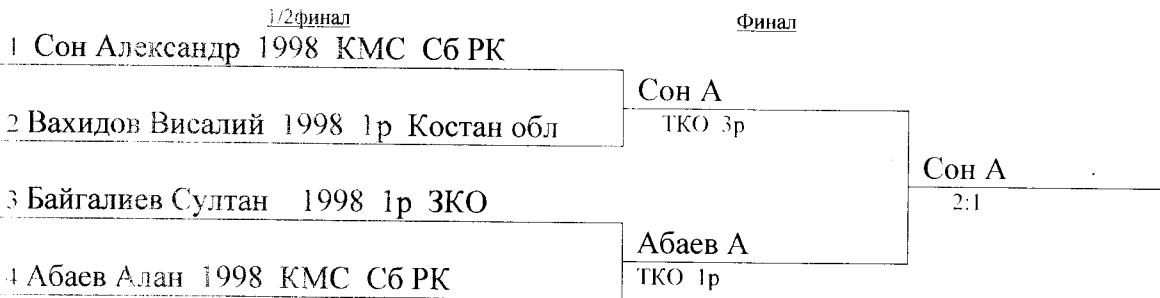 1/2финал
Финал
1 Сон Александр 1998 КМС Сб РК
Сон А
ТКО 3р
2 Вахидов Висалий 1998 1р Костан обл
Сон А
2:1
3 Байгалиев Султан 1998 1р ЗКО
Абаев А
ТКО 1р
4 Абаев Алан 1998 КМС Сб РК